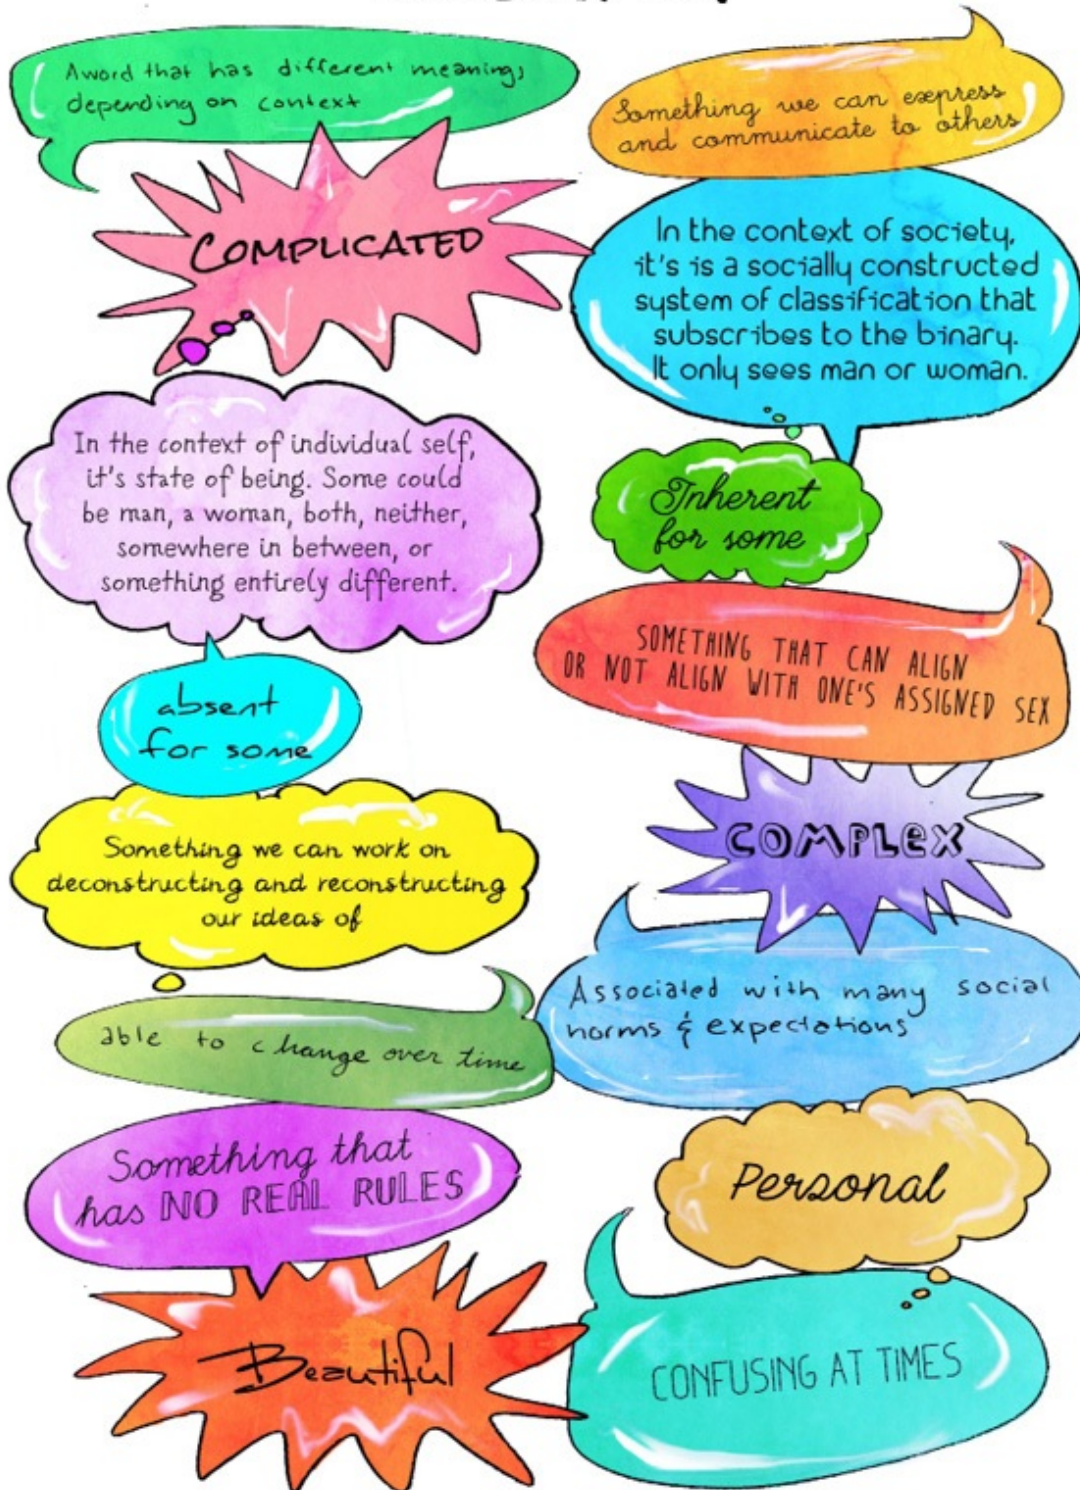 A word that has different meanings
depending on context
Something we can express
and communicate to others
COMPLICATED
In the context of society,
it's is a socially constructed
system of classification that
subscribes to the binary.
It only sees man or woman.
In the context of individual self,
it's state of being. Some could
be man, a woman, both, neither,
somewhere in between, or
something entirely different.
Inherent
for some
SOMETHING THAT CAN ALIGN
OR NOT ALIGN WITH ONE'S ASSIGNED SEX
absent
for some
COMPLEX
Something we can work on
deconstructing and reconstructing
our ideas of
Associated with many social
norms & expectations
able to change over time
Something that
has NO REAL RULES
Personal
Beautiful
CONFUSING AT TIMES